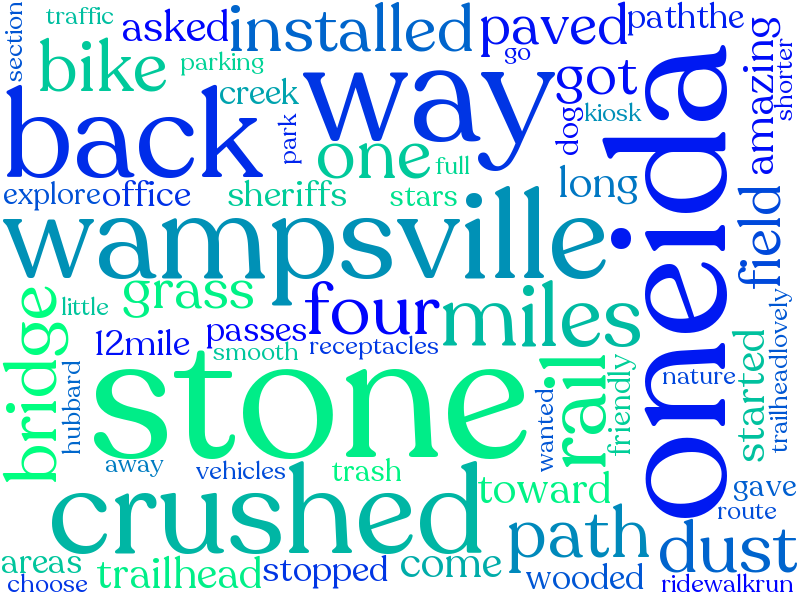 traffic
section
asked
installed
paved
paththe
bike
parking
go
amazing
shorter
way
got
creek
back
park
dog
kiosk
one
full
oneida
long
explore
office
sheriffs
stars
field
wampsville
grass
four
miles
bridge
little
12mile
passes
smooth
receptacles
lovely
started
trailhead
hubbard
stone
rail
friendly
nature
wanted
away
vehicles
trash
toward
gave
route
crushed
path
dust
areas
choose
trailhead
stopped
come
wooded
ridewalkrun